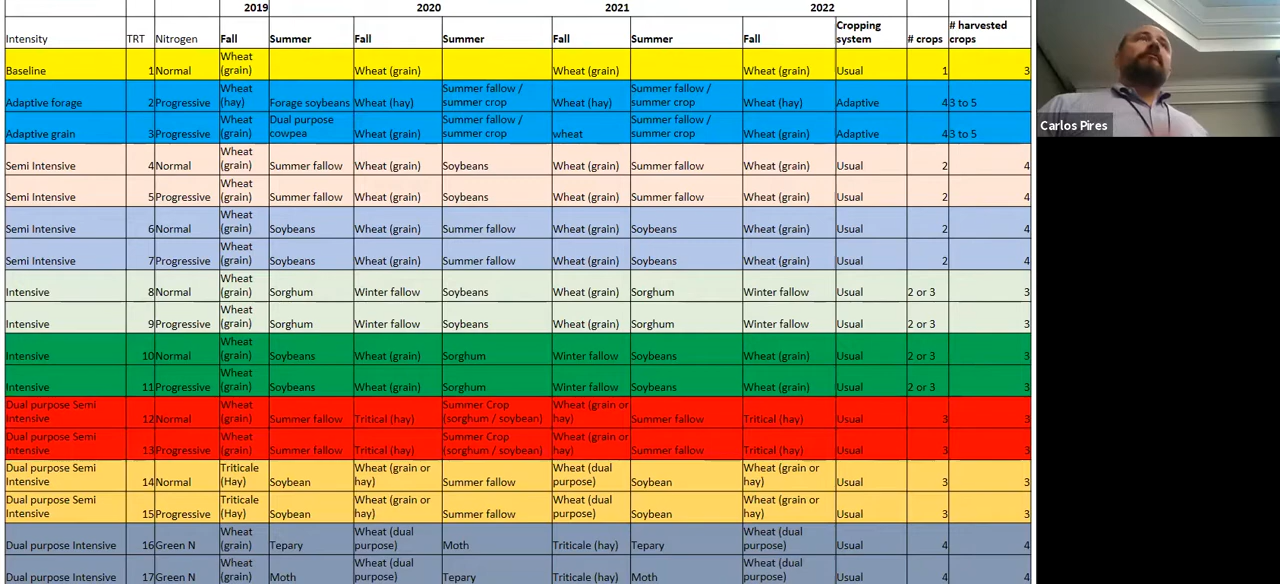 2019 2020 2021 2022
Intensity TRT Nitrogen Fall Summer Fall Summer Fall Summer Fall Cropping system # crops # harvested crops
Baseline 1 Normal Wheat (grain) Wheat (grain) Wheat (grain) Wheat (grain) Usual 1 3
Adaptive forage 2 Progressive Wheat (hay) Forage soybeans Wheat (hay) Summer fallow / summer crop Wheat (hay) Summer fallow / summer crop Wheat (hay) Adaptive 4 3 to 5
Adaptive grain 3 Progressive Wheat (grain) Dual purpose cowpea Wheat (grain) Summer fallow / summer crop wheat Summer fallow / summer crop Wheat (grain) Adaptive 4 3 to 5
Semi Intensive 4 Normal Wheat (grain) Summer fallow Wheat (grain) Soybeans Wheat (grain) Summer fallow Wheat (grain) Usual 2 4
Semi Intensive 5 Progressive Wheat (grain) Summer fallow Wheat (grain) Soybeans Wheat (grain) Summer fallow Wheat (grain) Usual 2 4
Semi Intensive 6 Normal Wheat (grain) Soybeans Wheat (grain) Summer fallow Wheat (grain) Soybeans Wheat (grain) Usual 2 4
Semi Intensive 7 Progressive Wheat (grain) Soybeans Wheat (grain) Summer fallow Wheat (grain) Soybeans Wheat (grain) Usual 2 4
Intensive 8 Normal Wheat (grain) Sorghum Winter fallow Soybeans Wheat (grain) Sorghum Winter fallow Usual 2 or 3 3
Intensive 9 Progressive Wheat (grain) Sorghum Winter fallow Soybeans Wheat (grain) Sorghum Winter fallow Usual 2 or 3 3
Intensive 10 Normal Wheat (grain) Soybeans Wheat (grain) Sorghum Winter fallow Soybeans Wheat (grain) Usual 2 or 3 3
Intensive 11 Progressive Wheat (grain) Soybeans Wheat (grain) Sorghum Winter fallow Soybeans Wheat (grain) Usual 2 or 3 3
Dual purpose Semi Intensive 12 Normal Wheat (grain) Summer fallow Tritical (hay) Summer Crop (sorghum / soybean) Wheat (grain or hay) Summer fallow Tritical (hay) Usual 3 3
Dual purpose Semi Intensive 13 Progressive Wheat (grain) Summer fallow Tritical (hay) Summer Crop (sorghum / soybean) Wheat (grain or hay) Summer fallow Tritical (hay) Usual 3 3
Dual purpose Semi Intensive 14 Normal Triticale (Hay) Soybean Wheat (grain or hay) Summer fallow Wheat (dual purpose) Soybean Wheat (grain or hay) Usual 3 3
Dual purpose Semi Intensive 15 Progressive Triticale (Hay) Soybean Wheat (grain or hay) Summer fallow Wheat (dual purpose) Soybean Wheat (grain or hay) Usual 3 3
Dual purpose Intensive 16 Green N Wheat (grain) Tepary Wheat (dual purpose) Moth Triticale (hay) Tepary Wheat (dual purpose) Usual 4 4
Dual purpose Intensive 17 Green N Wheat (grain) Moth Wheat (dual purpose) Tepary Triticale (hay) Moth Wheat (dual purpose) Usual 4 4
Carlos Pires